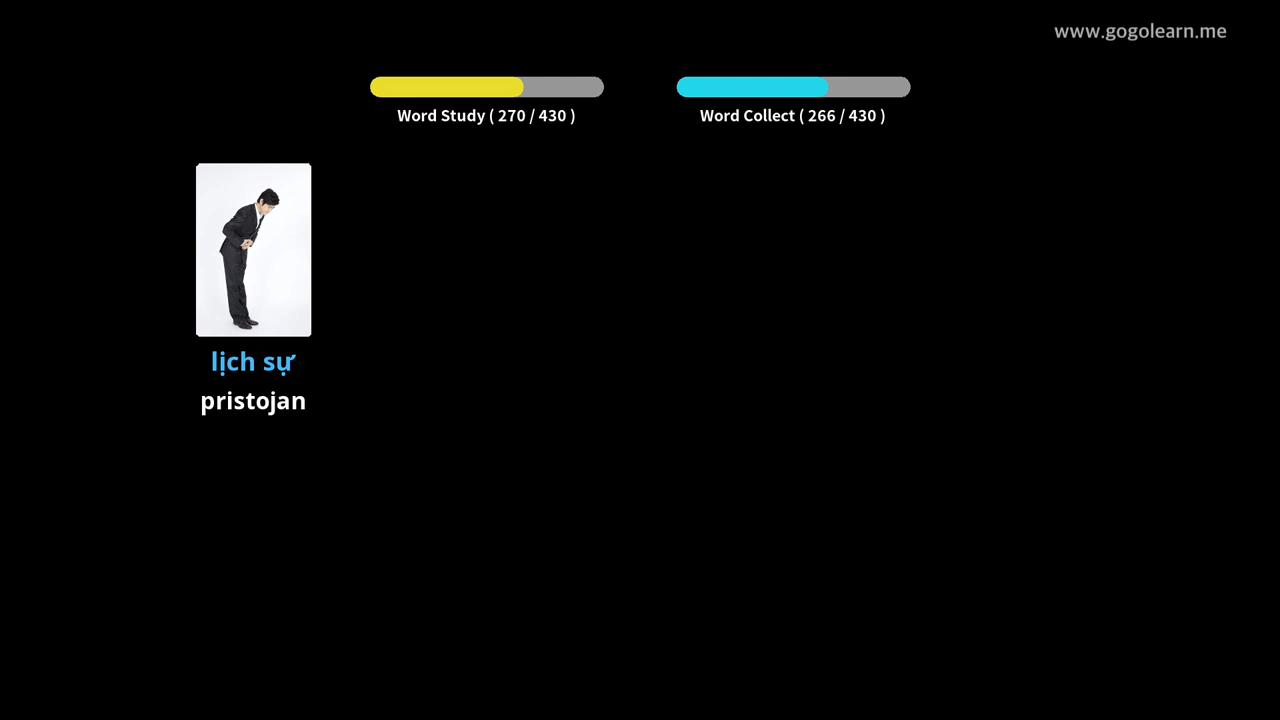 www.gogolearn.me
Word Study ( 270 / 430 )
Word Collect ( 266 / 430 )
lịch sự
pristojan